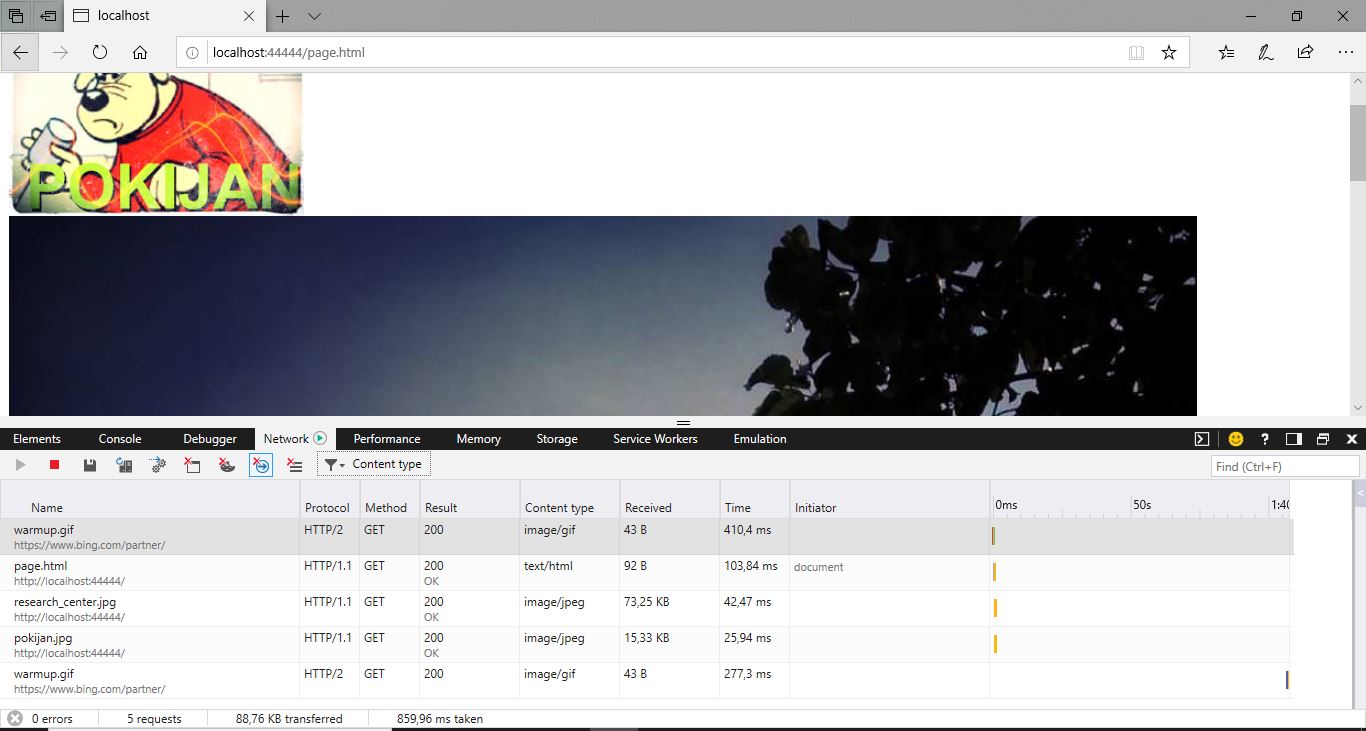 localhost
localhost:44444/page.html
POKIJAN
Elements Console Debugger Network Performance Memory Storage Service Workers Emulation
Content type
Find (Ctrl+F)
Name Protocol Method Result Content type Received Time Initiator 0ms 50s 1:40
warmup.gif HTTP/2 GET 200 image/gif 43 B 410,4 ms
https://www.bing.com/partner/
page.html HTTP/1.1 GET 200 text/html 92 B 103,84 ms document
http://localhost:44444/ OK
research_center.jpg HTTP/1.1 GET 200 image/jpeg 73,25 KB 42,47 ms
http://localhost:44444/ OK
pokijan.jpg HTTP/1.1 GET 200 image/jpeg 15,33 KB 25,94 ms
http://localhost:44444/ OK
warmup.gif HTTP/2 GET 200 image/gif 43 B 277,3 ms
https://www.bing.com/partner/
0 errors 5 requests 88,76 KB transferred 859,96 ms taken